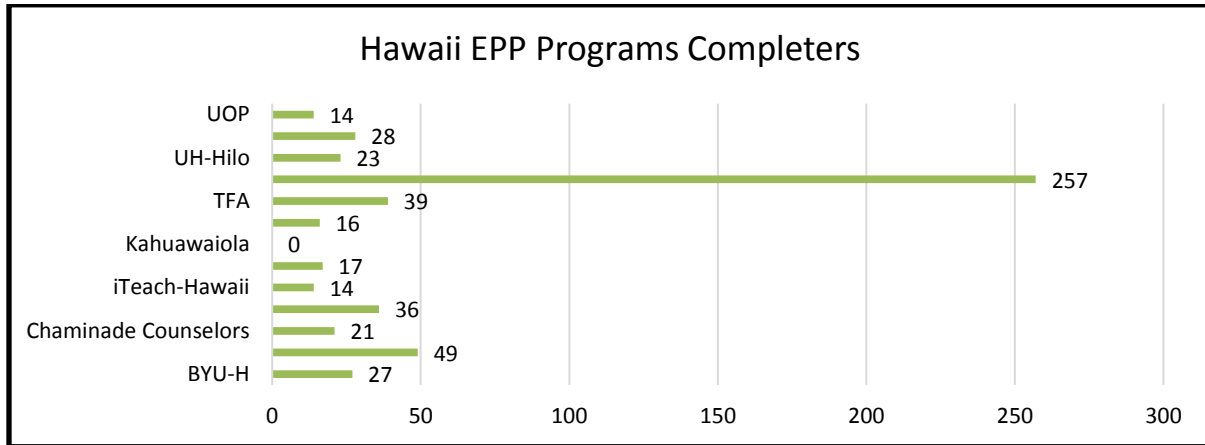 Hawaii EPP Programs Completers
UOP 14
28
UH-Hilo 23
257
TFA 39
16
Kahuawaiola 0
17
iTeach-Hawaii 14
36
Chaminade Counselors 21
49
BYU-H 27
0 50 100 150 200 250 300